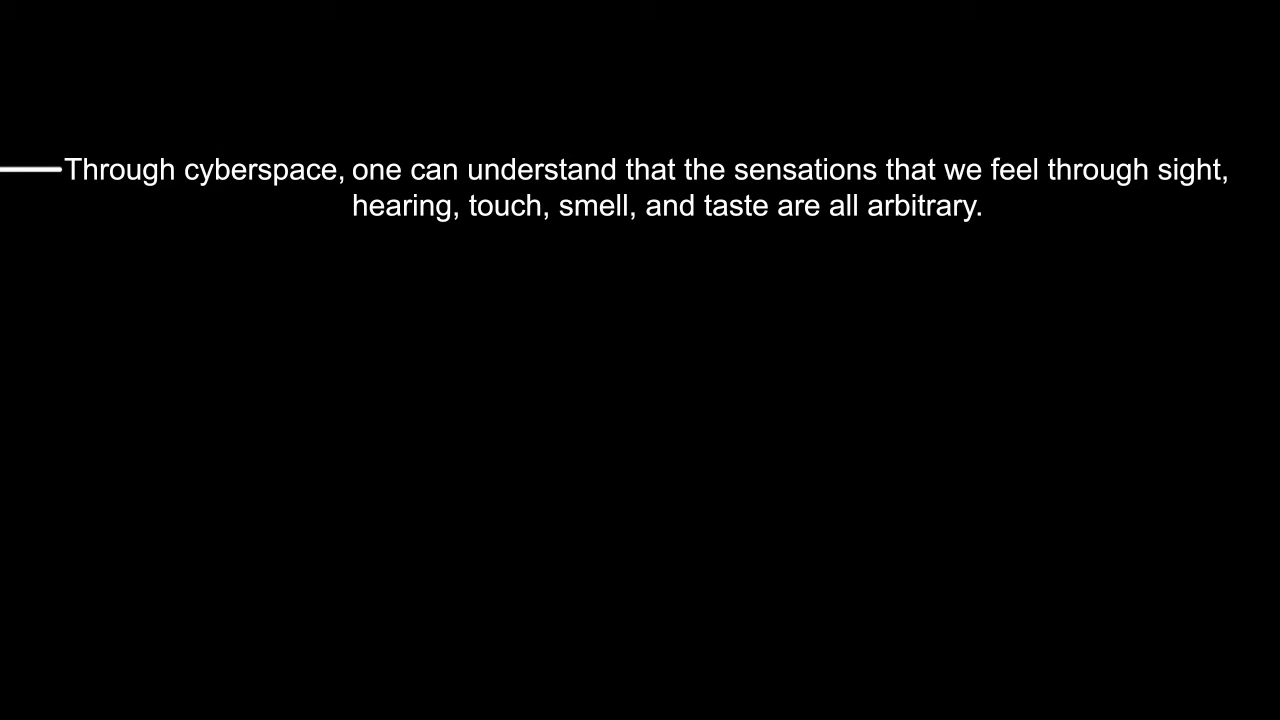 Through cyberspace, one can understand that the sensations that we feel through sight,
hearing, touch, smell, and taste are all arbitrary.